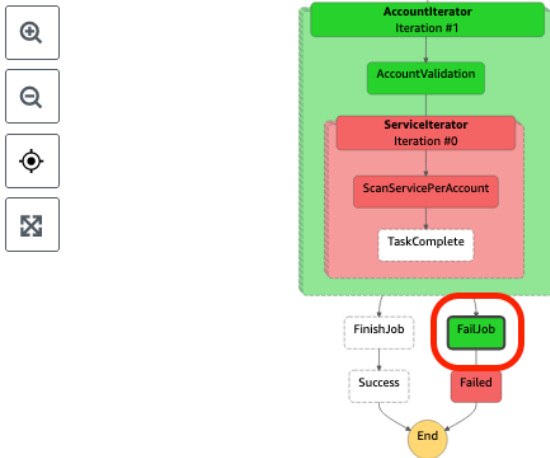 AccountIterator
Iteration #1
AccountValidation
ServiceIterator
Iteration #0
ScanServicePerAccount
TaskComplete
FinishJob
FailJob
Success
Failed
End